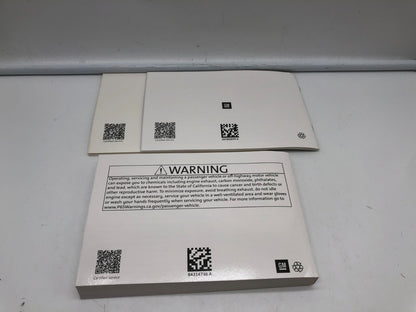 GM
WARNING
Operating, servicing and maintaining a passenger vehicle or off-highway motor vehicle
can expose you to chemicals including engine exhaust, carbon monoxide, phthalates,
and lead, which are known to the State of California to cause cancer and birth defects or
other reproductive harm. To minimize exposure, avoid breathing exhaust, do not idle
engine except as necessary, service your vehicle in a well-ventilated area and wear gloves
or wash your hands frequently when servicing your vehicle. For more information go to
www.P65Warnings.ca.gov/passenger-vehicle.
GM